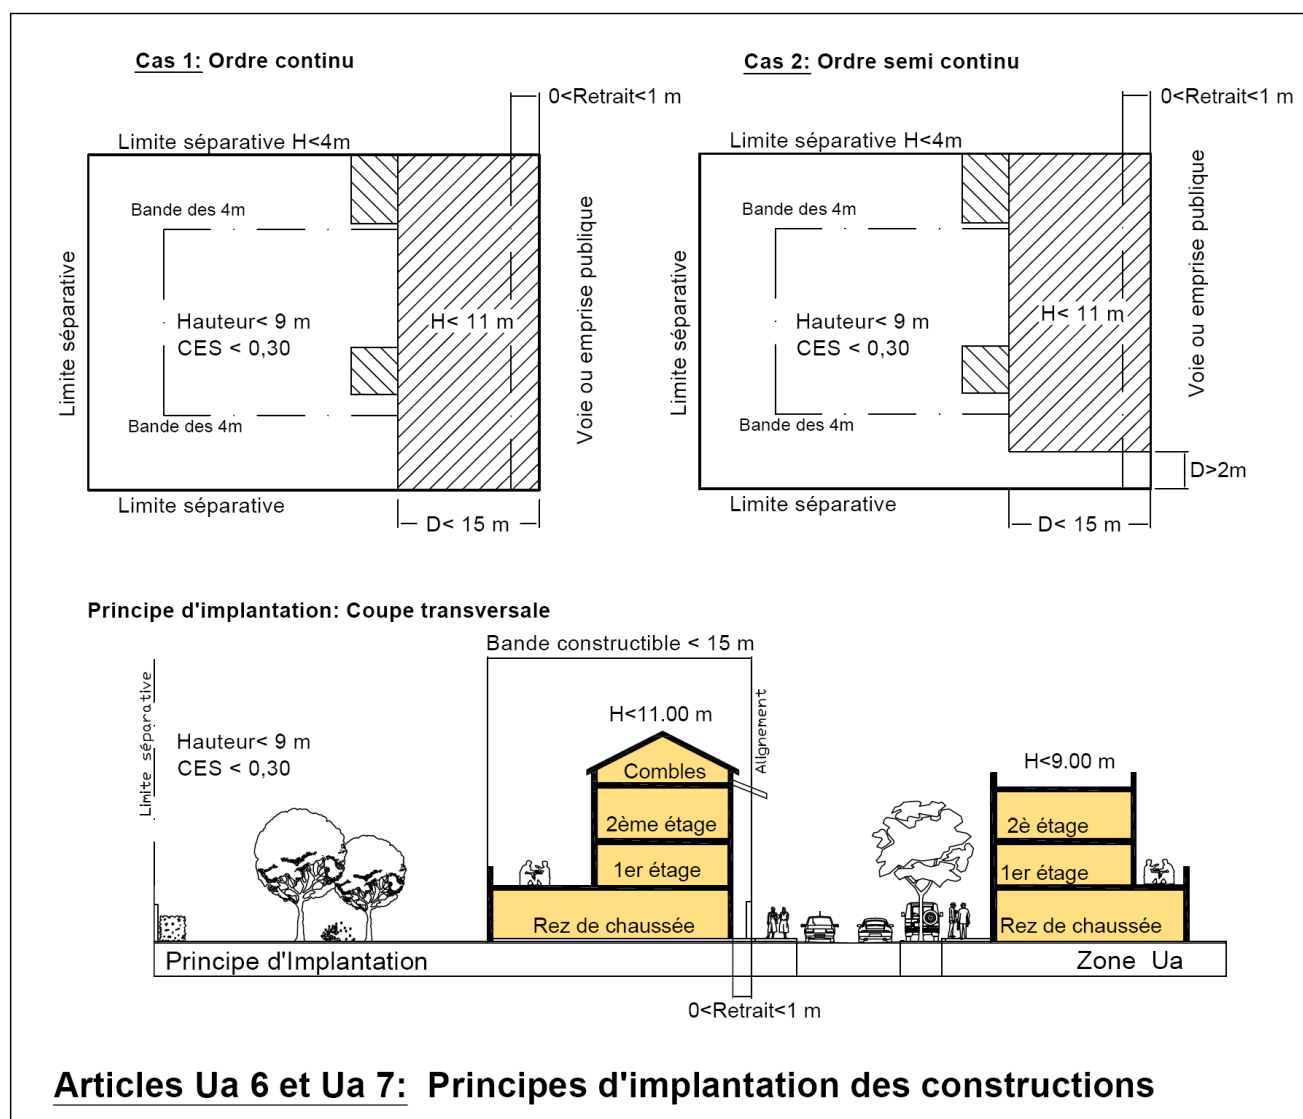 Cas 1: Ordre continu
0<Retrait<1 m
Limite séparative H<4m
Bande des 4m
Limite séparative
Hauteur< 9 m
CES < 0,30
H< 11 m
Voie ou emprise publique
Bande des 4m
Limite séparative
D< 15 m
Cas 2: Ordre semi continu
0<Retrait<1 m
Limite séparative H<4m
Bande des 4m
Limite séparative
Hauteur< 9 m
CES < 0,30
H< 11 m
Voie ou emprise publique
Bande des 4m
D>2m
Limite séparative
D< 15 m
Principe d'implantation: Coupe transversale
Bande constructible < 15 m
Limite séparative
Hauteur< 9 m
CES < 0,30
H<11.00 m
Alignement
Combles
2ème étage
1er étage
Rez de chaussée
H<9.00 m
2è étage
1er étage
Rez de chaussée
Principe d'Implantation
Zone Ua
0<Retrait<1 m
Articles Ua 6 et Ua 7: Principes d'implantation des constructions